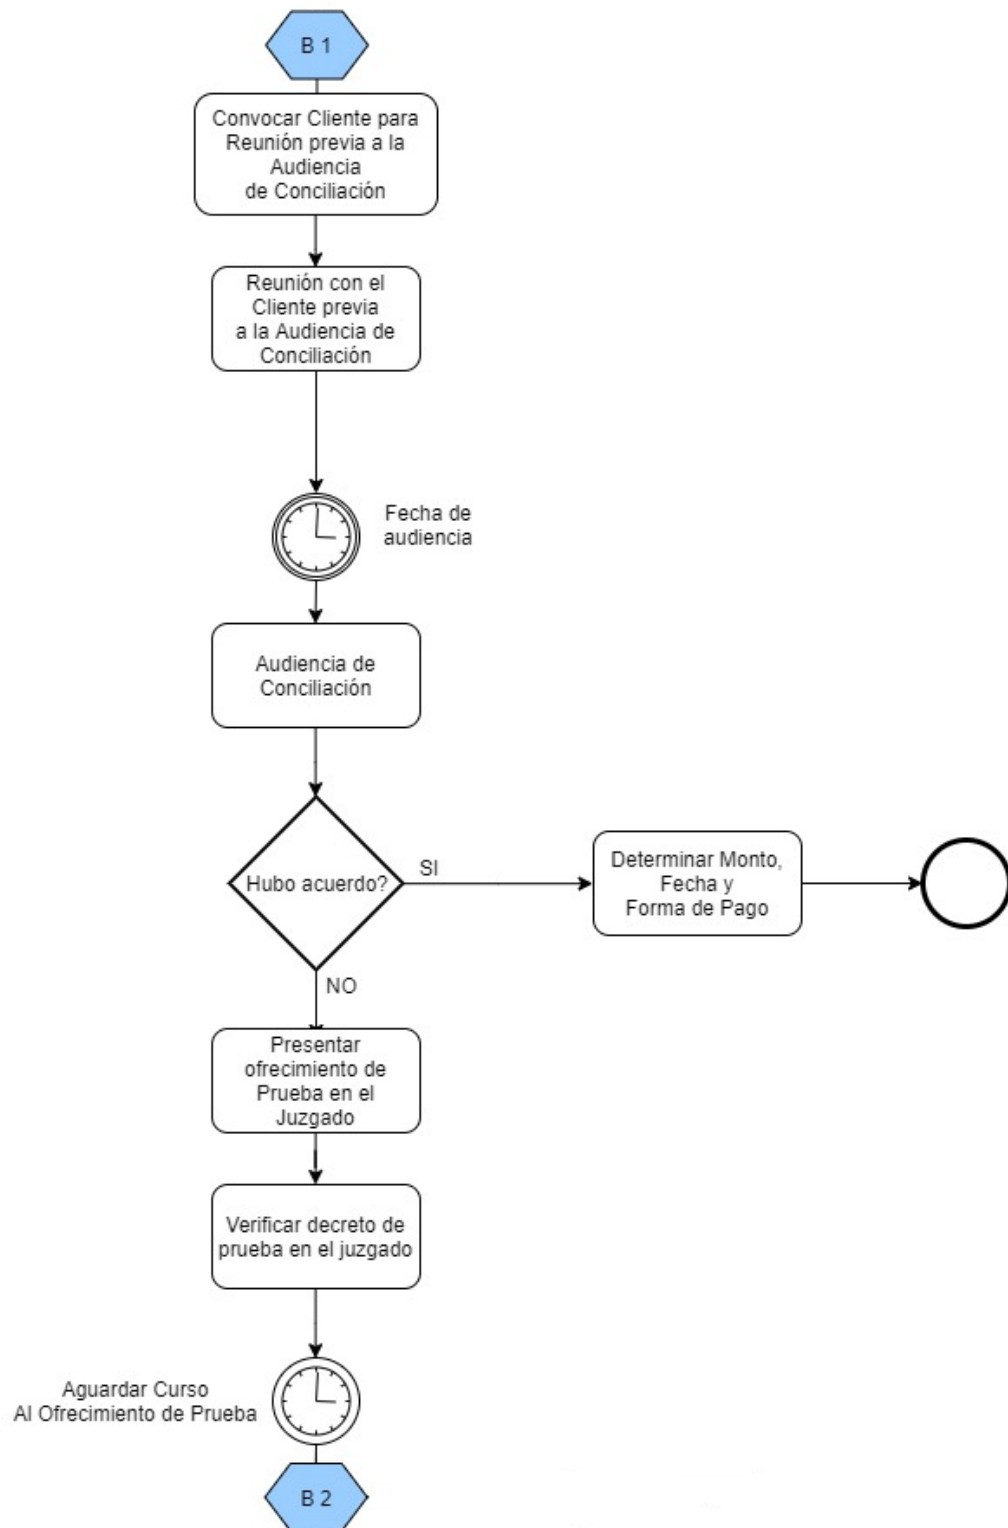 B 1
Convocar Cliente para
Reunión previa a la
Audiencia
de Conciliación
Reunión con el
Cliente previa
a la Audiencia de
Conciliación
Fecha de
audiencia
Audiencia de
Conciliación
Hubo acuerdo?
SI
Determinar Monto,
Fecha y
Forma de Pago
NO
Presentar
ofrecimiento de
Prueba en el
Juzgado
Verificar decreto de
prueba en el juzgado
Aguardar Curso
Al Ofrecimiento de Prueba
B 2